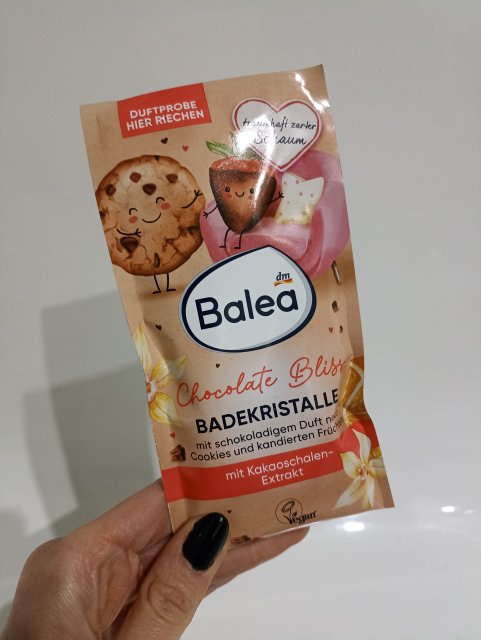 DUFTPROBE
HIER RIECHEN
traumhaft zarter
Schaum
dm
Balea
Chocolate Bliss
BADEKRISTALLE
mit schokoladigem Duft nach
Cookies und kandierten Früchten
mit Kakaoschalen-
Extrakt
Vegan